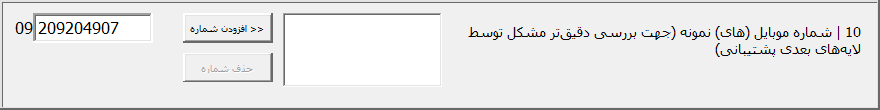 10 | شماره موبایل (های) نمونه (جهت بررسی دقیق‌تر مشکل توسط
لایه‌های بعدی پشتیبانی)
افزودن شماره >>
09 209204907
حذف شماره